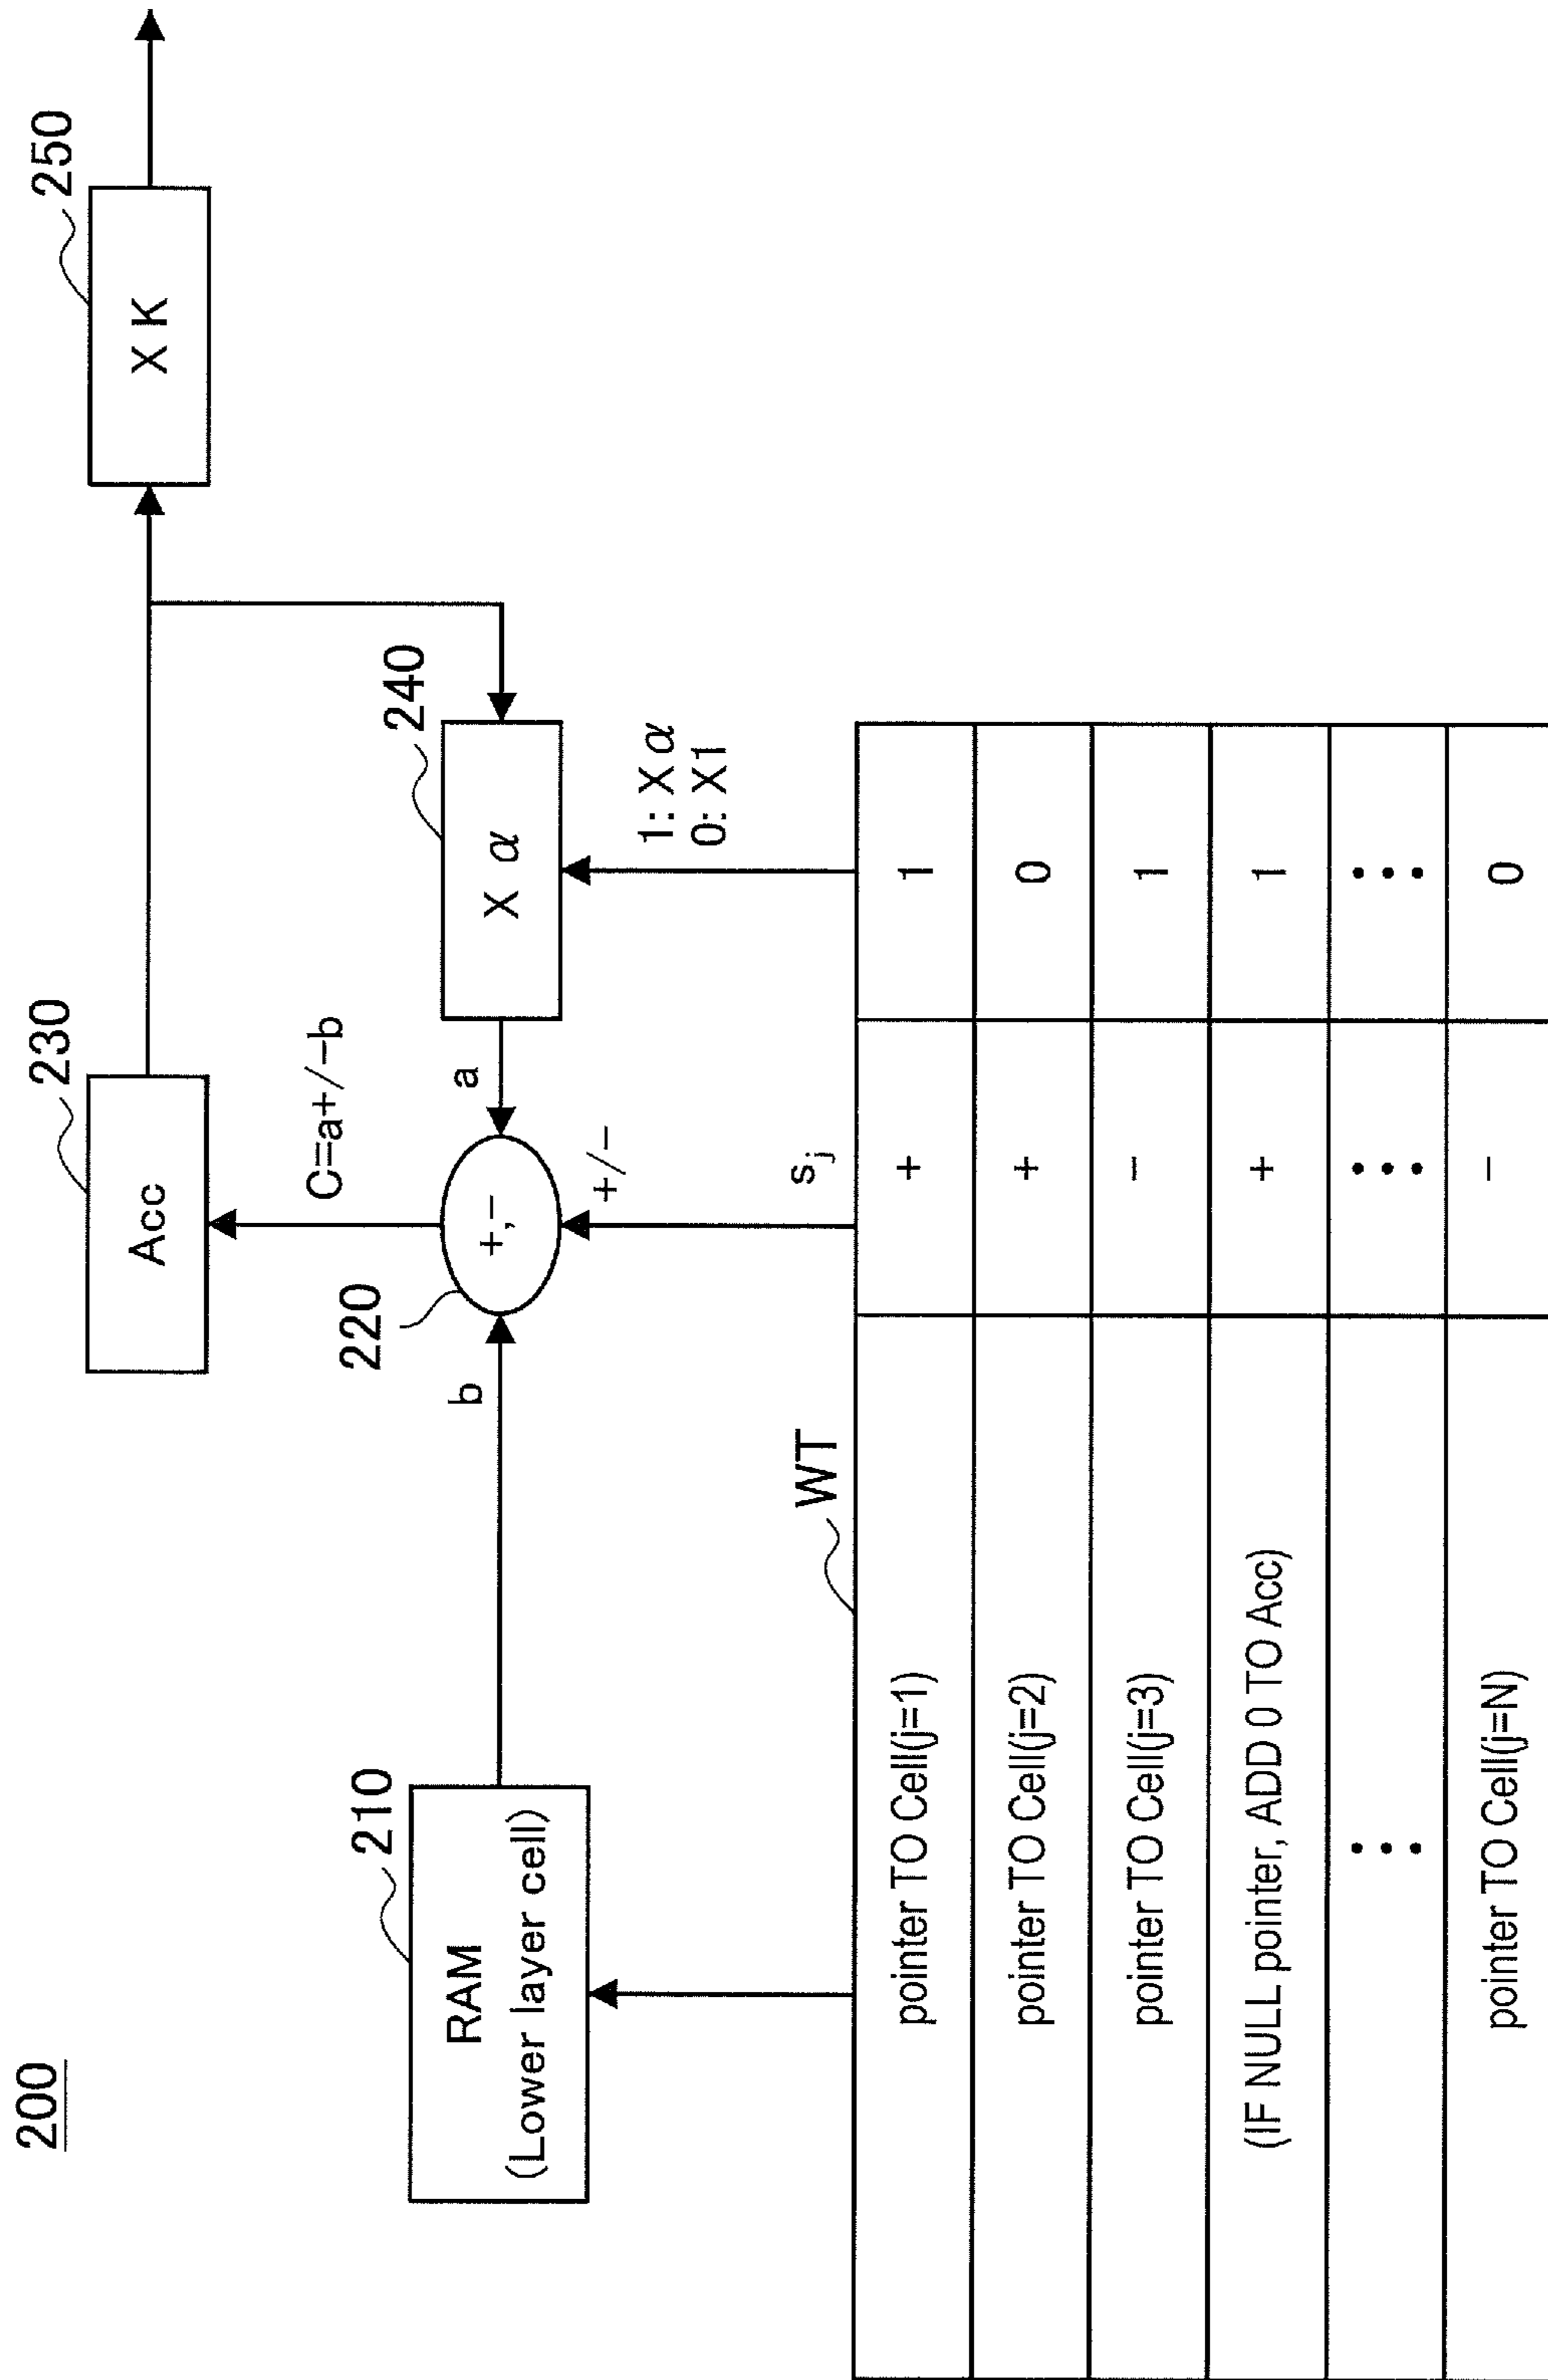 200
230
250
Acc
X K
C=a+/-b
210
220
240
RAM
(Lower layer cell)
b
+,-
a
X α
+/-
1: X α
0: X1
WT
s_j
pointer TO Cell(j=1) + 1
pointer TO Cell(j=2) + 0
pointer TO Cell(j=3) - 1
(IF NULL pointer, ADD 0 TO Acc) + 1
⋮ ⋮ ⋮
pointer TO Cell(j=N) - 0